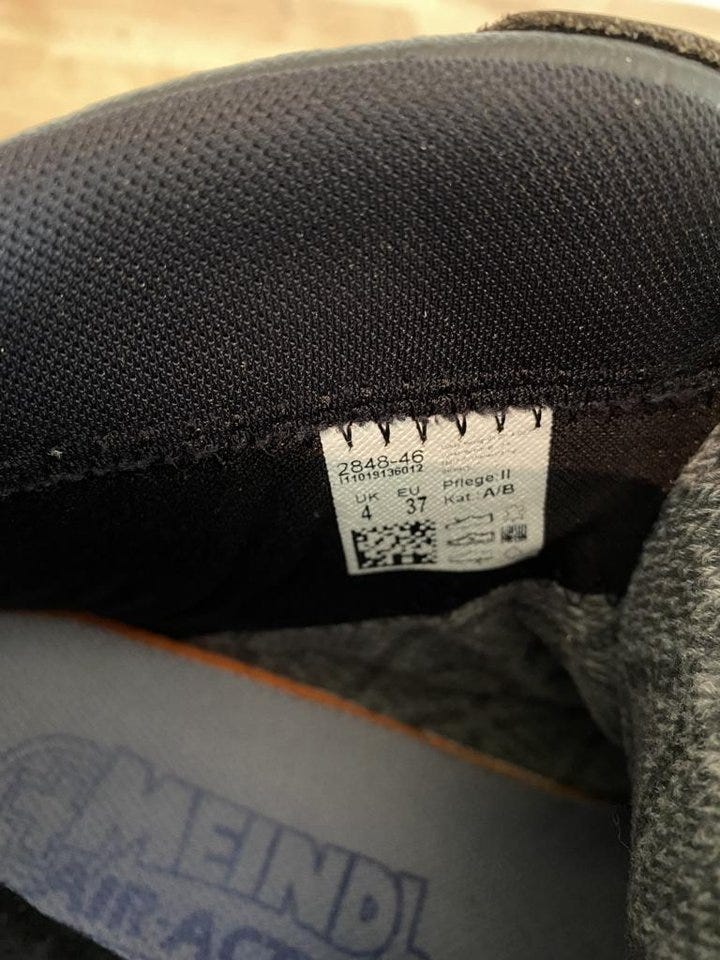 2848-46
11019136012
UK EU
4 37
Pflege: II
Kat.: A/B
MEINDL
AIR-ACT